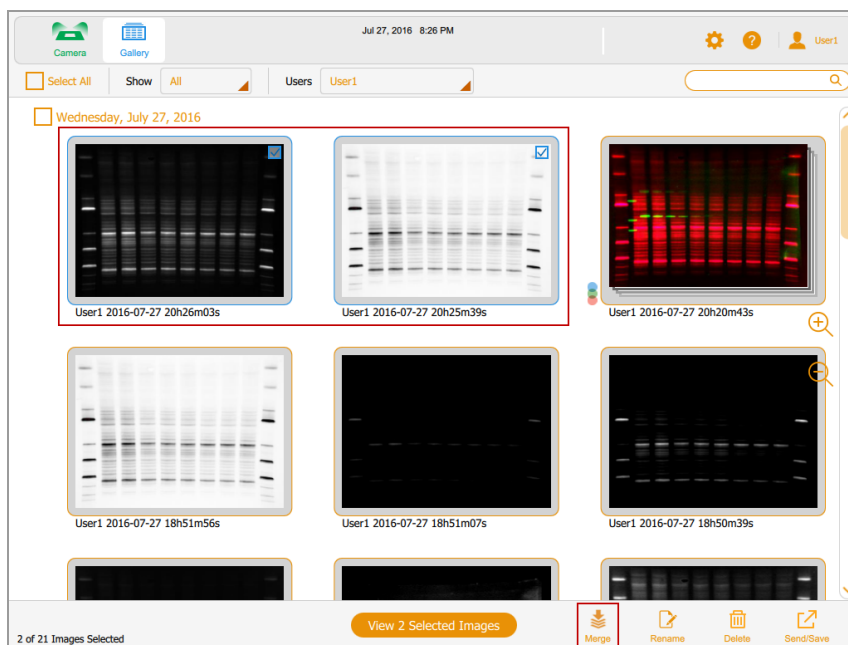 Jul 27, 2016 8:26 PM
Camera
Gallery
? User1
Select All Show All Users User1
Wednesday, July 27, 2016
User1 2016-07-27 20h26m03s User1 2016-07-27 20h25m39s User1 2016-07-27 20h20m43s
User1 2016-07-27 18h51m56s User1 2016-07-27 18h51m07s User1 2016-07-27 18h50m39s
View 2 Selected Images
2 of 21 Images Selected
Merge Rename Delete Send/Save